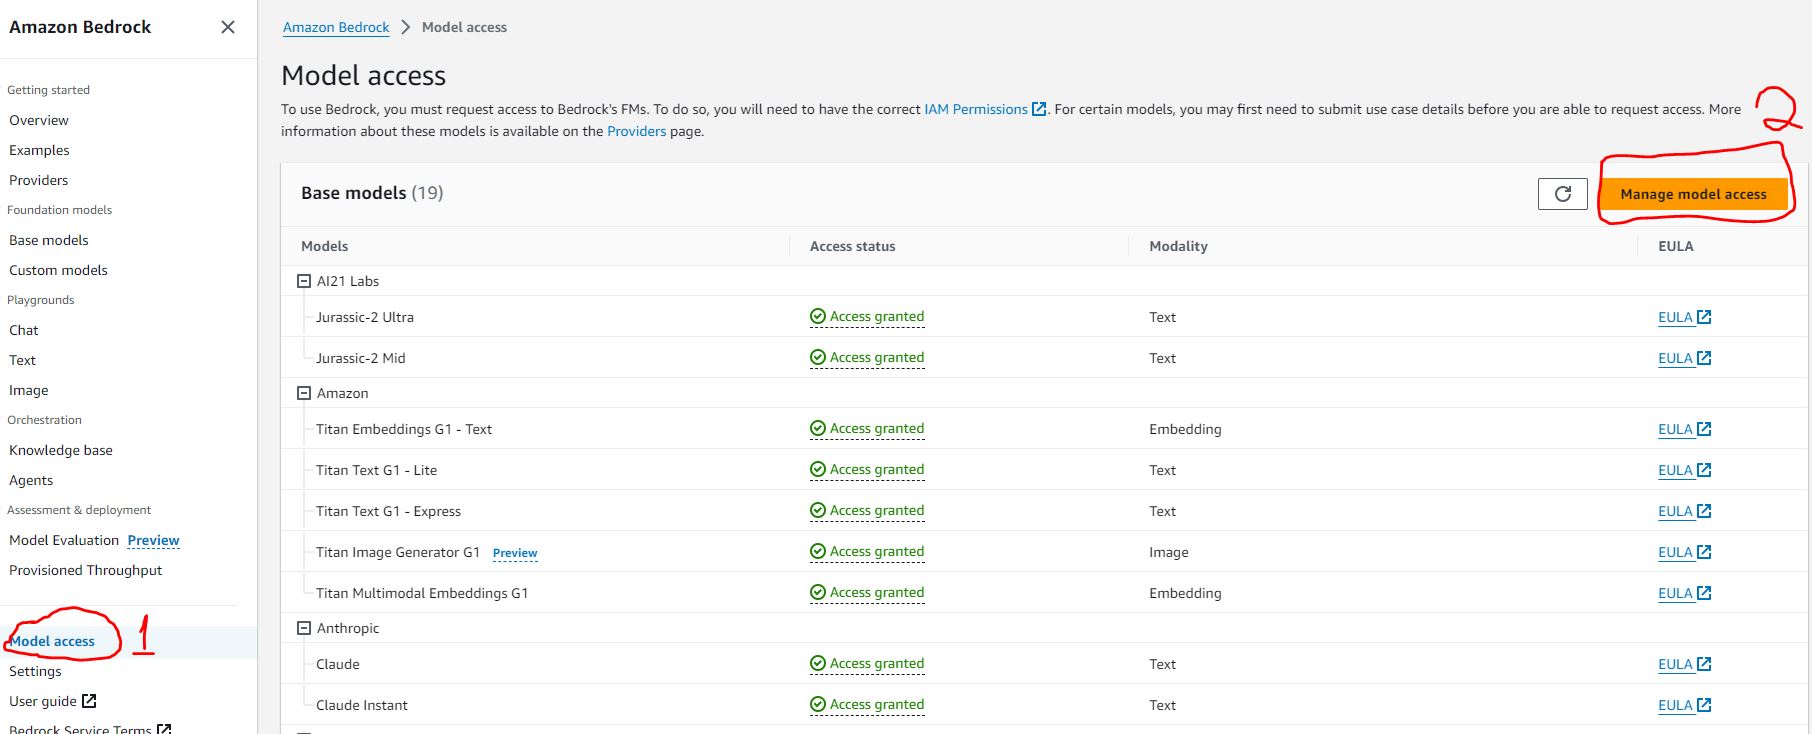 Amazon Bedrock
Getting started
Overview
Examples
Providers
Foundation models
Base models
Custom models
Playgrounds
Chat
Text
Image
Orchestration
Knowledge base
Agents
Assessment & deployment
Model Evaluation Preview
Provisioned Throughput
Model access 1
Settings
User guide
Bedrock Service Terms
Amazon Bedrock > Model access
Model access
To use Bedrock, you must request access to Bedrock's FMs. To do so, you will need to have the correct IAM Permissions. For certain models, you may first need to submit use case details before you are able to request access. More
information about these models is available on the Providers page.
2
Base models (19) Manage model access
Models Access status Modality EULA
AI21 Labs
Jurassic-2 Ultra Access granted Text EULA
Jurassic-2 Mid Access granted Text EULA
Amazon
Titan Embeddings G1 - Text Access granted Embedding EULA
Titan Text G1 - Lite Access granted Text EULA
Titan Text G1 - Express Access granted Text EULA
Titan Image Generator G1 Preview Access granted Image EULA
Titan Multimodal Embeddings G1 Access granted Embedding EULA
Anthropic
Claude Access granted Text EULA
Claude Instant Access granted Text EULA